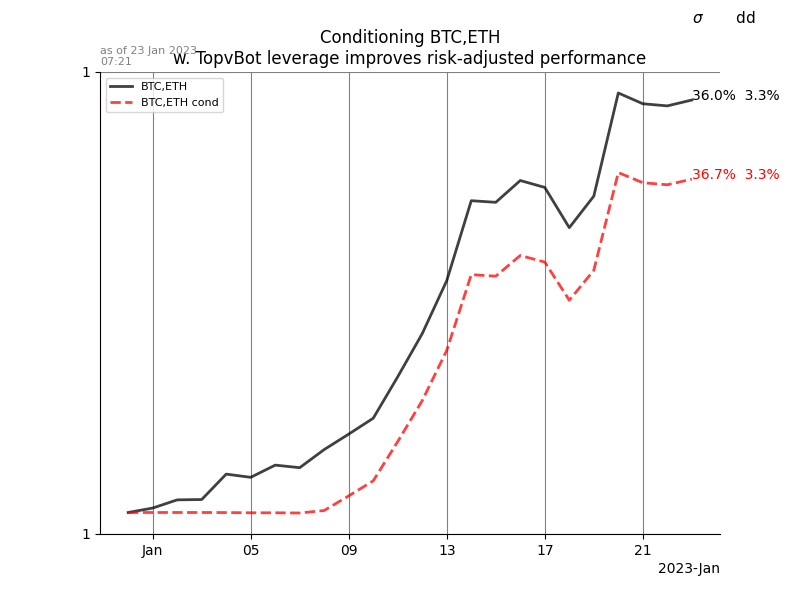 σ dd
Conditioning BTC,ETH
as of 23 Jan 2023
07:21
w. TopvBot leverage improves risk-adjusted performance
1
BTC,ETH
BTC,ETH cond
36.0% 3.3%
36.7% 3.3%
1
Jan 05 09 13 17 21
2023-Jan